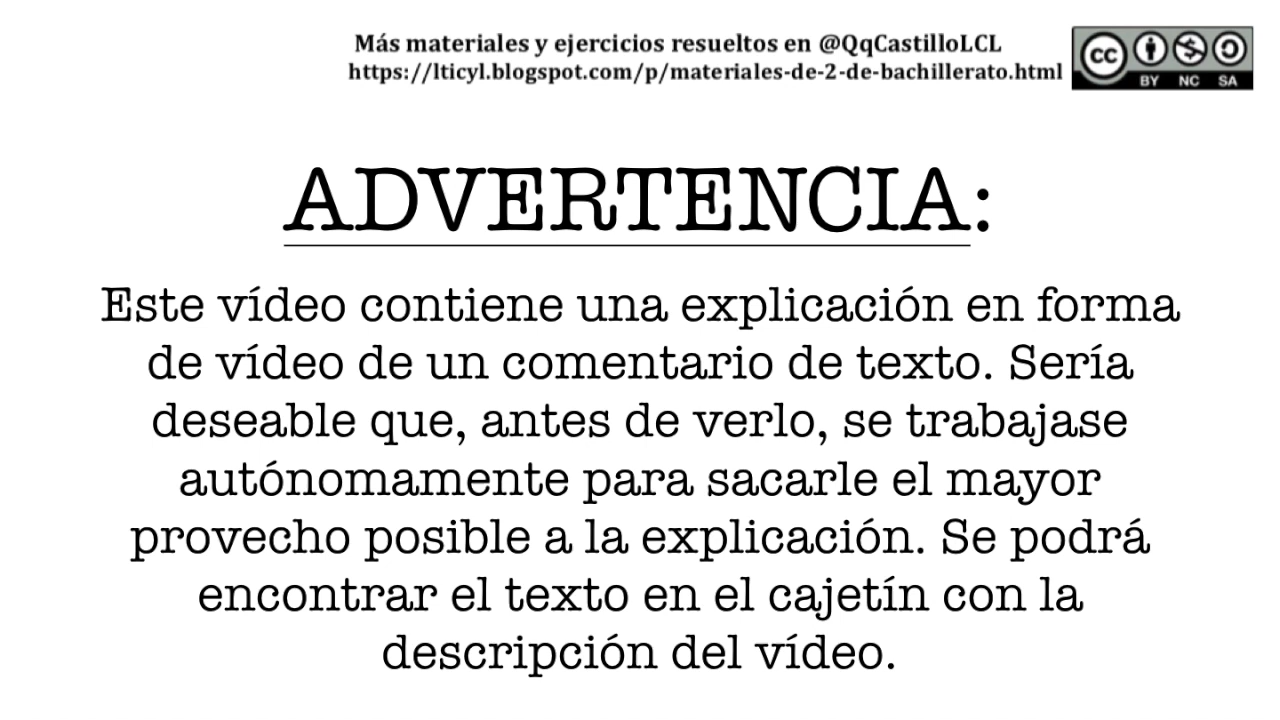 Más materiales y ejercicios resueltos en @QqCastilloLCL
https://lticyl.blogspot.com/p/materiales-de-2-de-bachillerato.html
cc
BY NC SA
ADVERTENCIA:
Este vídeo contiene una explicación en forma
de vídeo de un comentario de texto. Sería
deseable que, antes de verlo, se trabajase
autónomamente para sacarle el mayor
provecho posible a la explicación. Se podrá
encontrar el texto en el cajetín con la
descripción del vídeo.